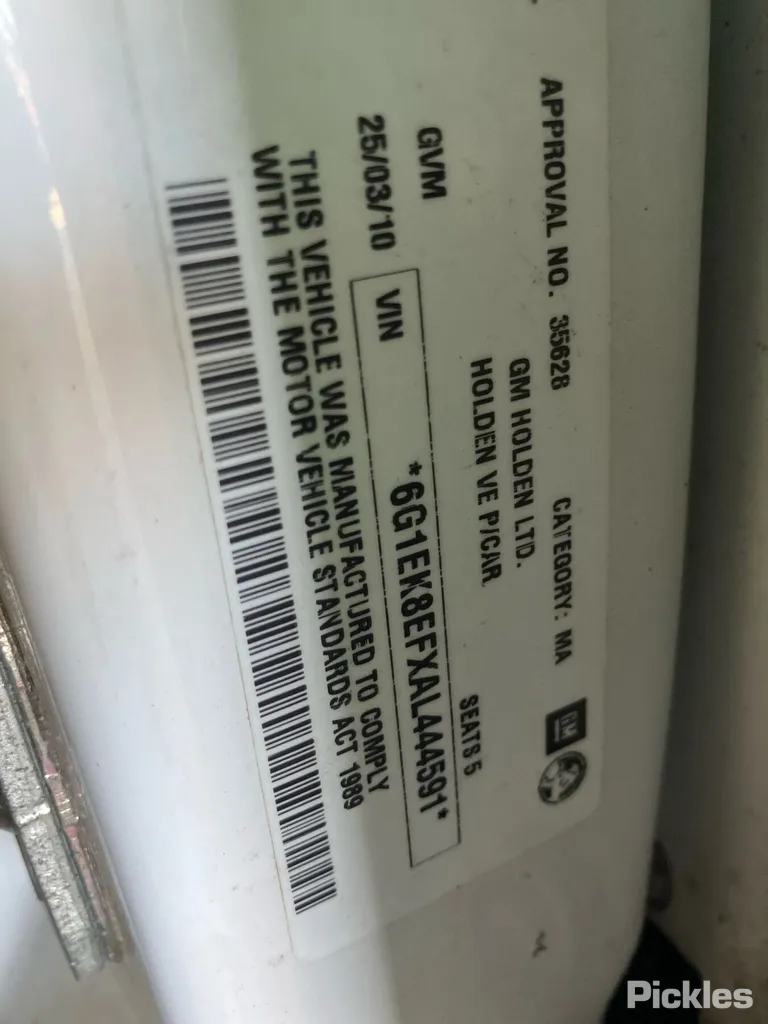 APPROVAL NO. 35628 CATEGORY: MA
GM
GM HOLDEN LTD.
HOLDEN VE P/CAR
GVM SEATS 5
25/03/10 VIN *6G1EK8EFXAL444591*
THIS VEHICLE WAS MANUFACTURED TO COMPLY
WITH THE MOTOR VEHICLE STANDARDS ACT 1989
Pickles